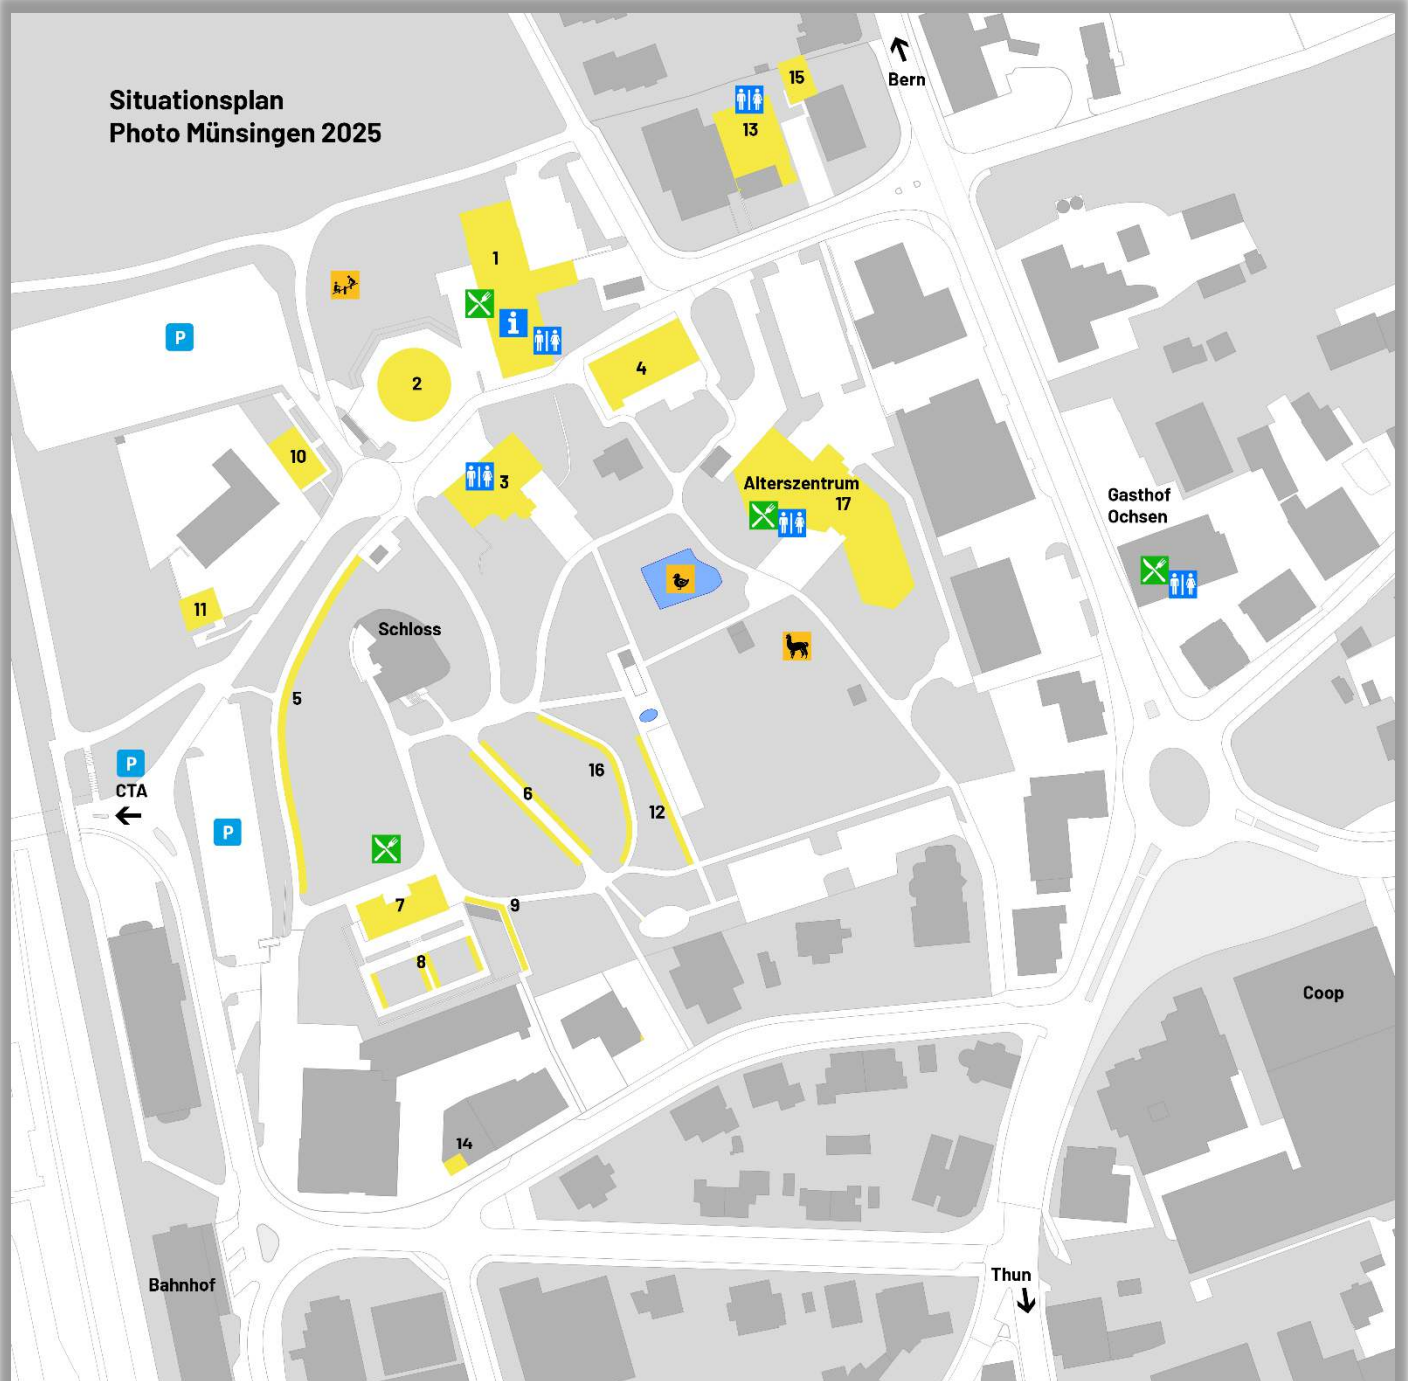 Situationsplan
Photo Münsingen 2025
Bern
15
13
1
i
P
4
2
10
3
Alterszentrum
17
Gasthof
Ochsen
11
Schloss
5
P
CTA
16
6
12
P
7
9
8
Coop
14
Bahnhof
Thun